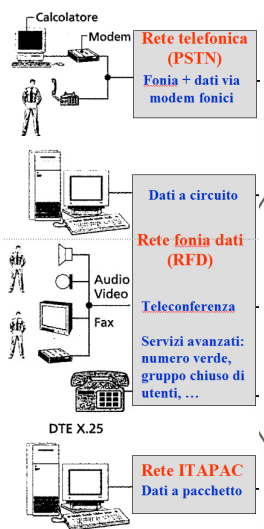 Calcolatore
Modem
Rete telefonica
(PSTN)
Fonia + dati via
modem fonici
Dati a circuito
Rete fonia dati
(RFD)
Audio
Video
Fax
Teleconferenza
Servizi avanzati:
numero verde,
gruppo chiuso di
utenti, …
DTE X.25
Rete ITAPAC
Dati a pacchetto